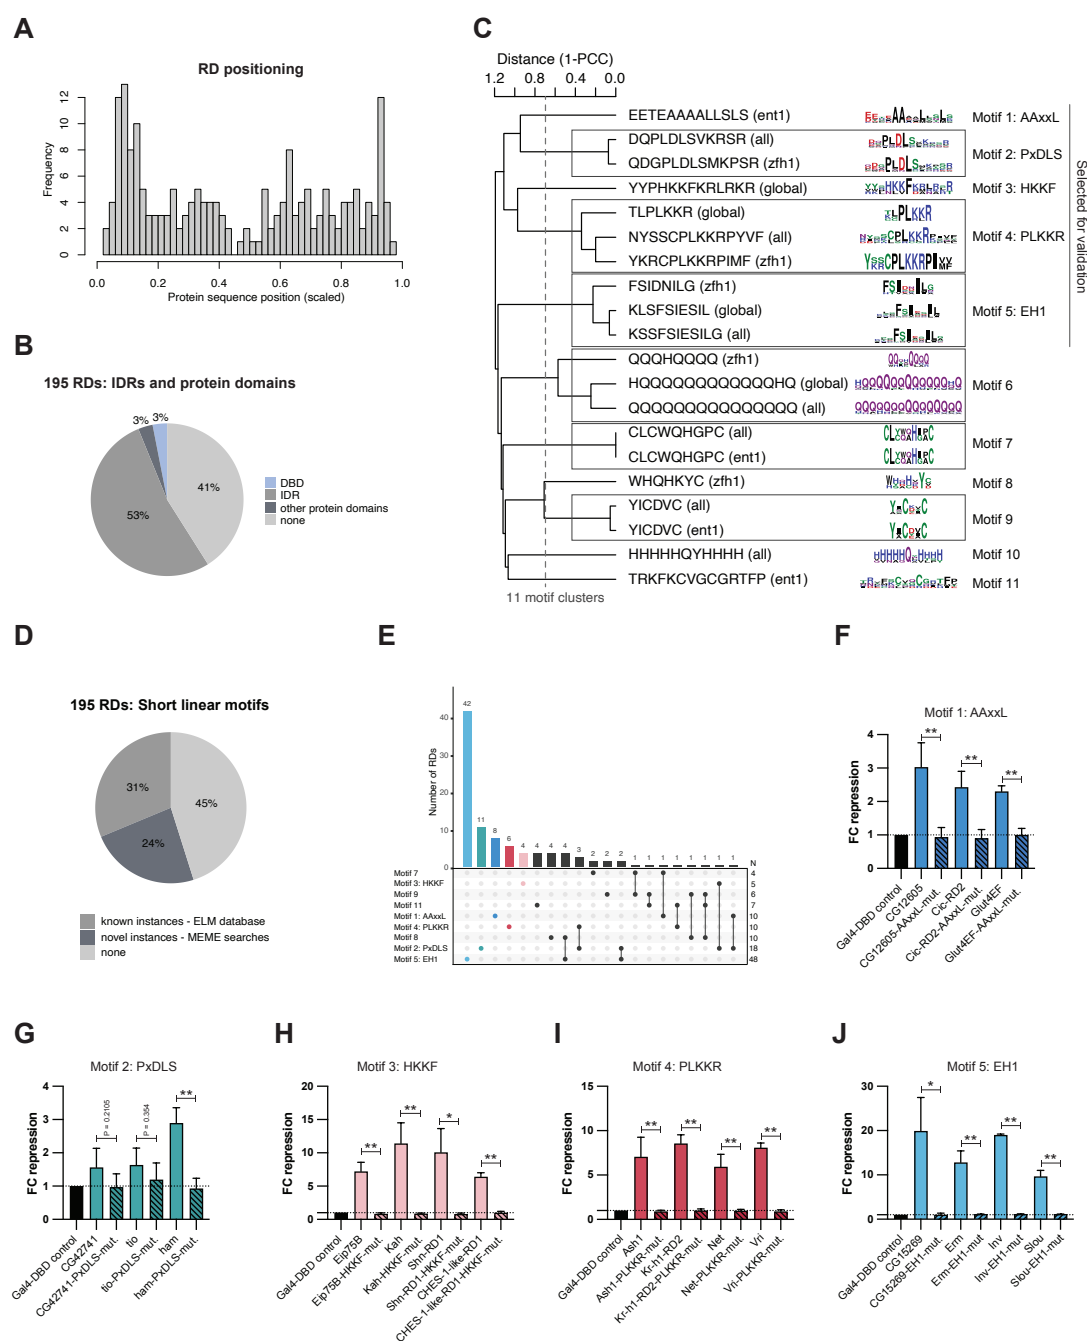 A
RD positioning
Frequency
0 2 4 6 8 10 12
0.0 0.2 0.4 0.6 0.8 1.0
Protein sequence position (scaled)
B
195 RDs: IDRs and protein domains
3% 3%
41%
53%
DBD
IDR
other protein domains
none
C
Distance (1-PCC)
1.2 0.8 0.4 0.0
EETEAAAALLSLS (ent1)
Motif 1: AAxxL
DQPLDLSVKRSR (all)
QDGPLDLSMKPSR (zfh1)
Motif 2: PxDLS
YYPHKKFKRLRKR (global)
Motif 3: HKKF
TLPLKKR (global)
NYSSCPLKKRPYVF (all)
YKRCPLKKRPIMF (zfh1)
Motif 4: PLKKR
FSIDNILG (zfh1)
KLSFSIESIL (global)
KSSFSIESILG (all)
Motif 5: EH1
QQQHQQQQ (zfh1)
HQQQQQQQQQQQQHQ (global)
QQQQQQQQQQQQQQQ (all)
Motif 6
CLCWQHGPC (all)
CLCWQHGPC (ent1)
Motif 7
WHQHKYC (zfh1)
Motif 8
YICDVC (all)
YICDVC (ent1)
Motif 9
HHHHHQYHHHH (all)
Motif 10
TRKFKCVGCGRTFP (ent1)
Motif 11
11 motif clusters
Selected for validation
D
195 RDs: Short linear motifs
31%
45%
24%
known instances - ELM database
novel instances - MEME searches
none
E
Number of RDs
50
40
30
20
10
0
42 11 8 6 4 4 4 4 3 2 2 2 1 1 1 1 1 1 1 1
N
Motif 7 4
Motif 3: HKKF 5
Motif 9 6
Motif 11 7
Motif 1: AAxxL 10
Motif 4: PLKKR 10
Motif 8 10
Motif 2: PxDLS 18
Motif 5: EH1 48
F
Motif 1: AAxxL
FC repression
4
3
2
1
0
** ** **
Gal4-DBD control
CG12605
CG12605-AAxxL-mut.
Cic-RD2
Cic-RD2-AAxxL-mut.
Glut4EF
Glut4EF-AAxxL-mut.
G
Motif 2: PxDLS
FC repression
4
3
2
1
0
P = 0.2105
P = 0.354
**
Gal4-DBD control
CG42741
CG42741-PxDLS-mut.
tio
tio-PxDLS-mut.
ham
ham-PxDLS-mut.
H
Motif 3: HKKF
FC repression
20
15
10
5
0
** ** * **
Gal4-DBD control
Eip75B
Eip75B-HKKF-mut.
Kah
Kah-HKKF-mut.
Shn-RD1
Shn-RD1-HKKF-mut.
CHES-1-like-RD1
CHES-1-like-RD1-HKKF-mut.
I
Motif 4: PLKKR
FC repression
15
10
5
0
** ** ** **
Gal4-DBD control
Ash1
Ash1-PLKKR-mut.
Kr-h1-RD2
Kr-h1-RD2-PLKKR-mut.
Net
Net-PLKKR-mut.
Vri
Vri-PLKKR-mut.
J
Motif 5: EH1
FC repression
30
20
10
0
* ** ** **
Gal4-DBD control
CG15269
CG15269-EH1-mut.
Erm
Erm-EH1-mut.
Inv
Inv-EH1-mut
Slou
Slou-EH1-mut